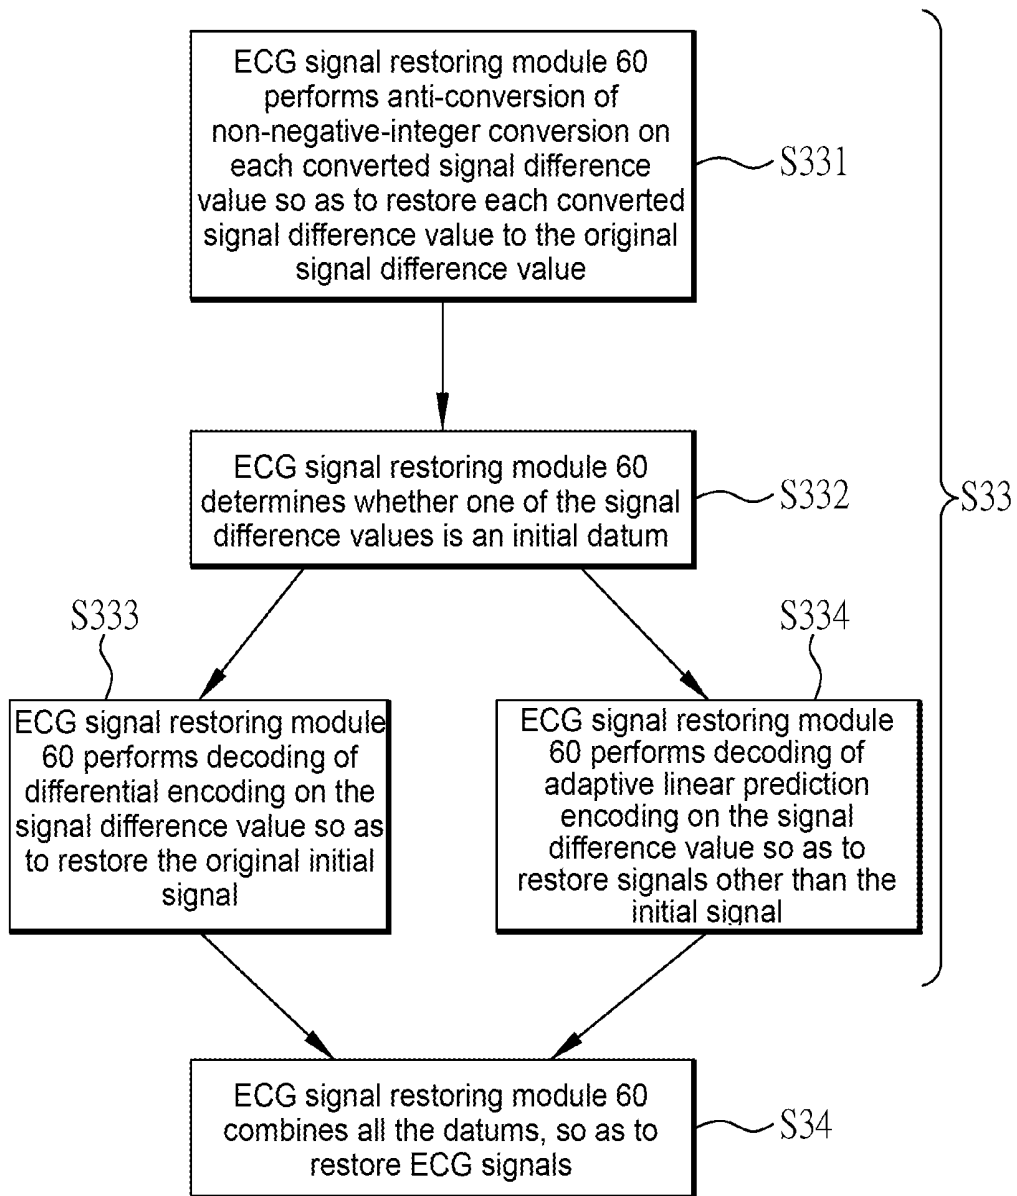 ECG signal restoring module 60
performs anti-conversion of
non-negative-integer conversion on
each converted signal difference
value so as to restore each converted
signal difference value to the original
signal difference value
S331
ECG signal restoring module 60
determines whether one of the signal
difference values is an initial datum
S332
S33
S333
ECG signal restoring module
60 performs decoding of
differential encoding on the
signal difference value so as
to restore the original initial
signal
S334
ECG signal restoring module
60 performs decoding of
adaptive linear prediction
encoding on the signal
difference value so as to
restore signals other than the
initial signal
ECG signal restoring module 60
combines all the datums, so as to
restore ECG signals
S34